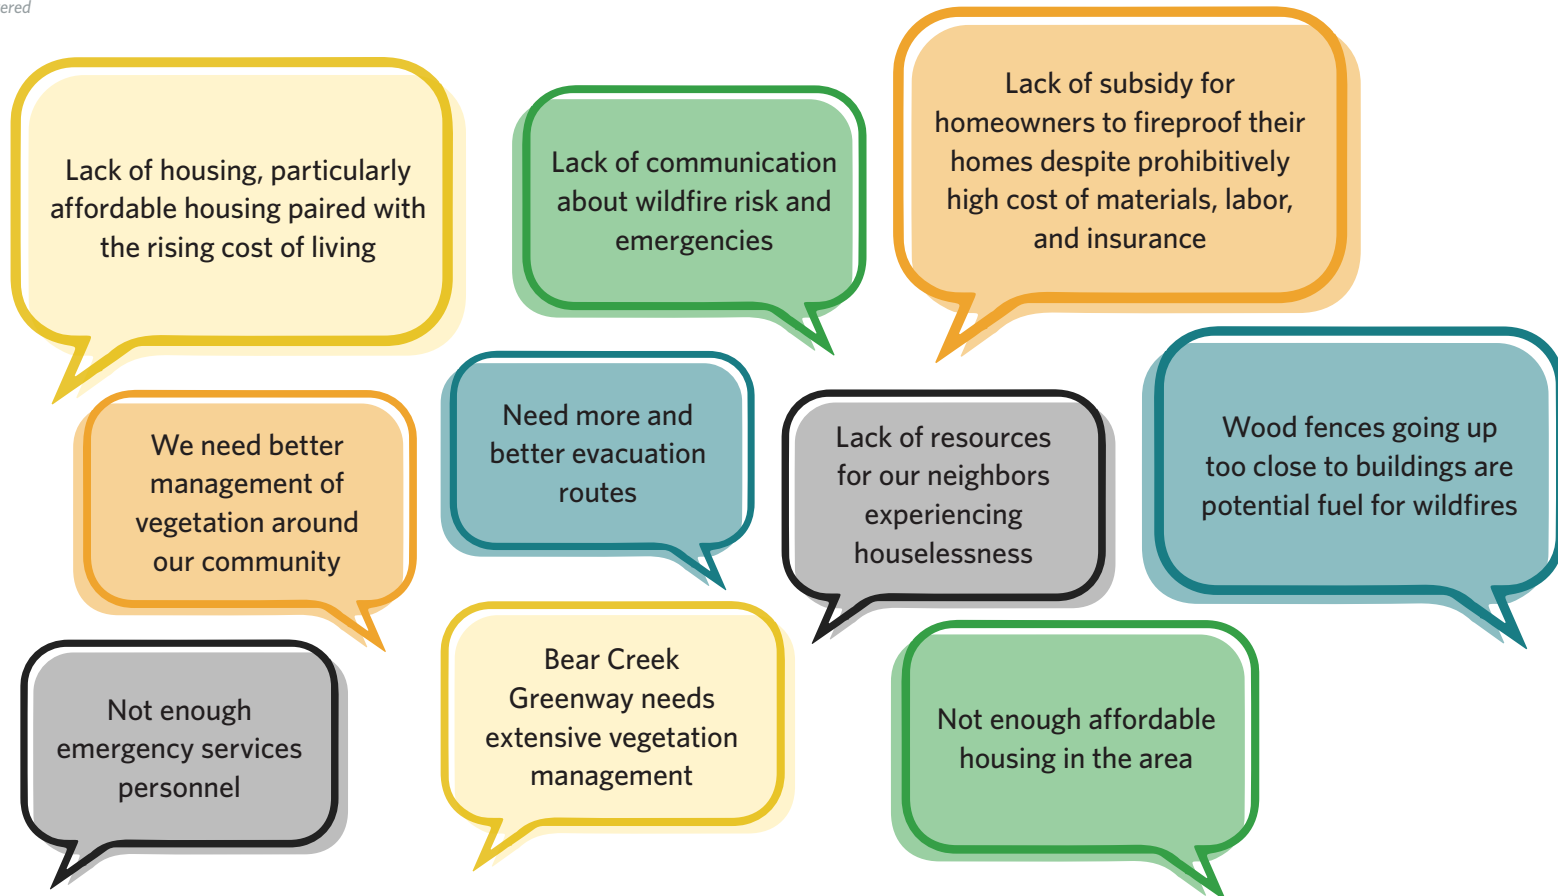 Lack of housing, particularly
affordable housing paired with
the rising cost of living
Lack of communication
about wildfire risk and
emergencies
Lack of subsidy for
homeowners to fireproof their
homes despite prohibitively
high cost of materials, labor,
and insurance
We need better
management of
vegetation around
our community
Need more and
better evacuation
routes
Lack of resources
for our neighbors
experiencing
houselessness
Wood fences going up
too close to buildings are
potential fuel for wildfires
Not enough
emergency services
personnel
Bear Creek
Greenway needs
extensive vegetation
management
Not enough affordable
housing in the area